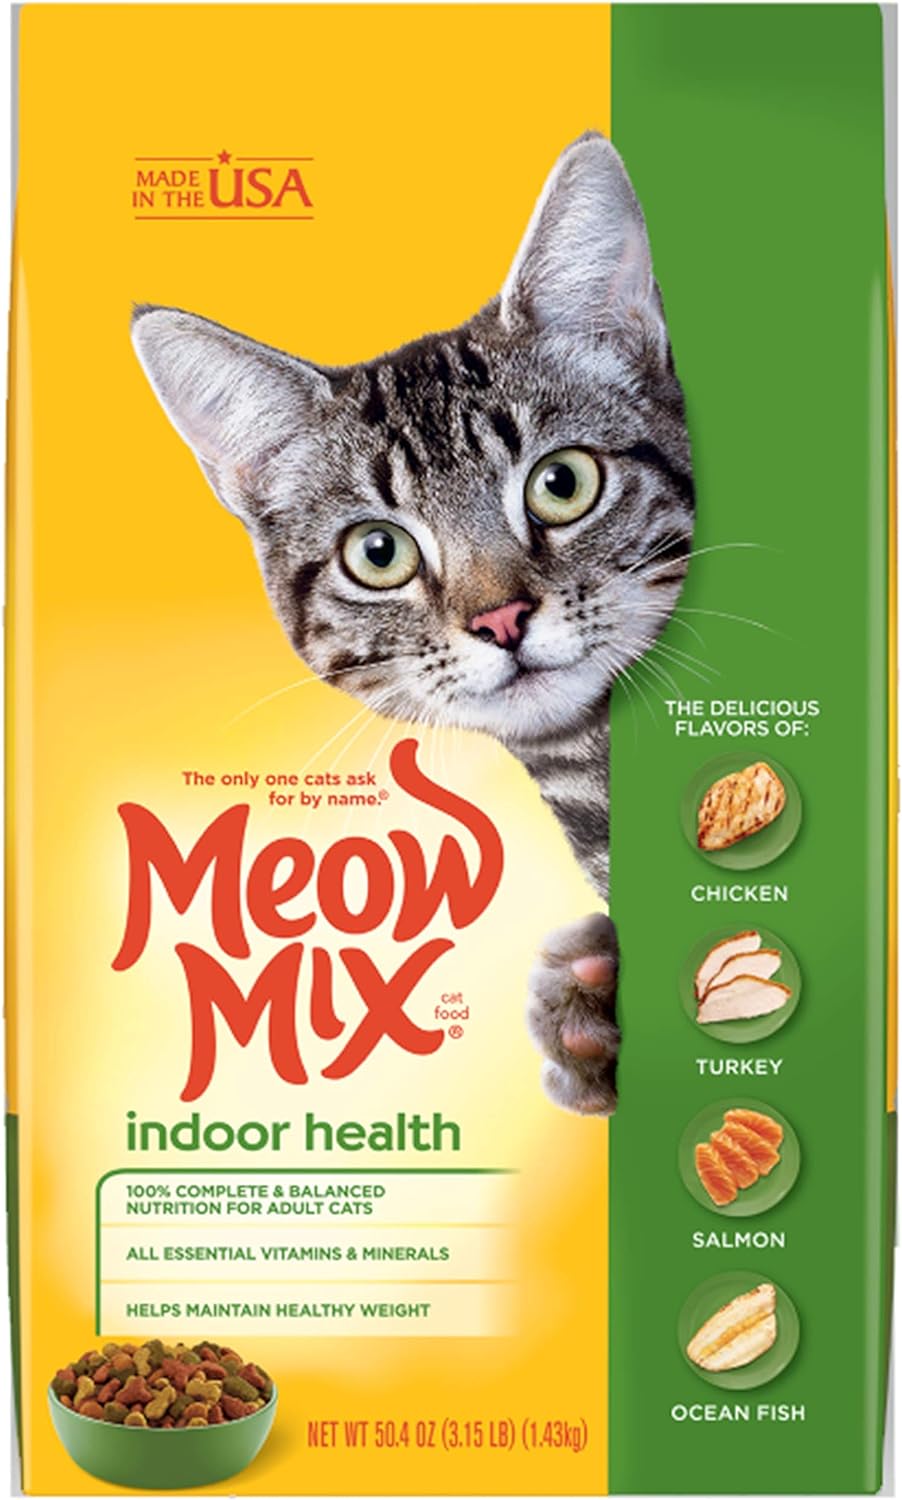 MADE
IN THE USA
The only one cats ask
for by name.®
Meow
Mix
cat
food
®
indoor health
100% COMPLETE & BALANCED
NUTRITION FOR ADULT CATS
ALL ESSENTIAL VITAMINS & MINERALS
HELPS MAINTAIN HEALTHY WEIGHT
NET WT 50.4 OZ (3.15 LB) (1.43kg)
THE DELICIOUS
FLAVORS OF:
CHICKEN
TURKEY
SALMON
OCEAN FISH